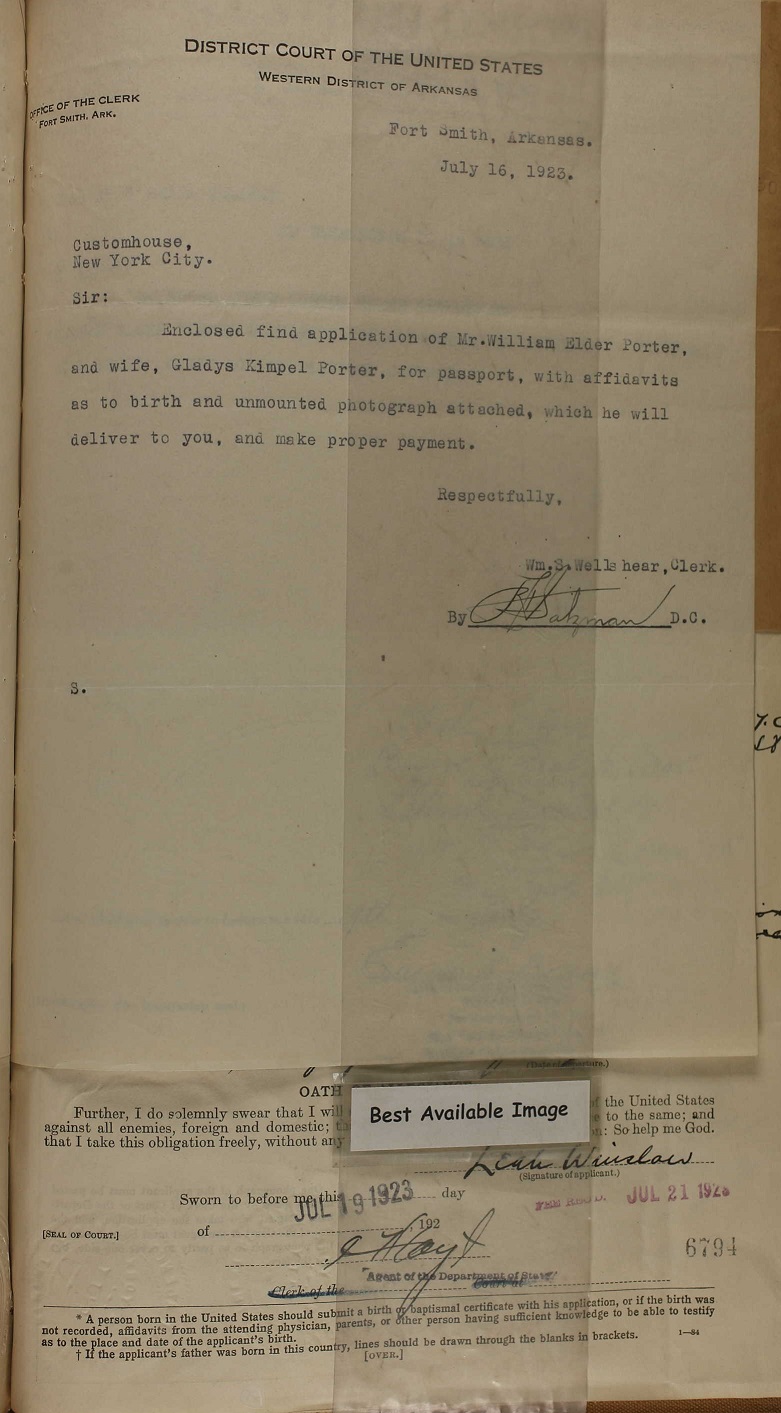 DISTRICT COURT OF THE UNITED STATES
WESTERN DISTRICT OF ARKANSAS
OFFICE OF THE CLERK
FORT SMITH, ARK.
Fort Smith, Arkansas.
July 16, 1923.
Customhouse,
New York City.
Sir:
Enclosed find application of Mr.William Elder Porter,
and wife, Gladys Kimpel Porter, for passport, with affidavits
as to birth and unmounted photograph attached, which he will
deliver to you, and make proper payment.
Respectfully,
Wm.S.Wells hear,Clerk.
By D.C.
S.
OATH
Best Available Image
Further, I do solemnly swear that I will the United States
against all enemies, foreign and domestic; to the same; and
that I take this obligation freely, without any So help me God.
Leah Winslow
(Signature of applicant.)
Sworn to before me this day
JUL 19 1923
JUL 21 1923
of , 192
[SEAL OF COURT.]
6794
Agent of the Department of State
Clerk of the Court at
* A person born in the United States should submit a birth or baptismal certificate with his application, or if the birth was
not recorded, affidavits from the attending physician, parents, or other person having sufficient knowledge to be able to testify
as to the place and date of the applicant's birth.
† If the applicant's father was born in this country, lines should be drawn through the blanks in brackets.
[OVER.]
1—84